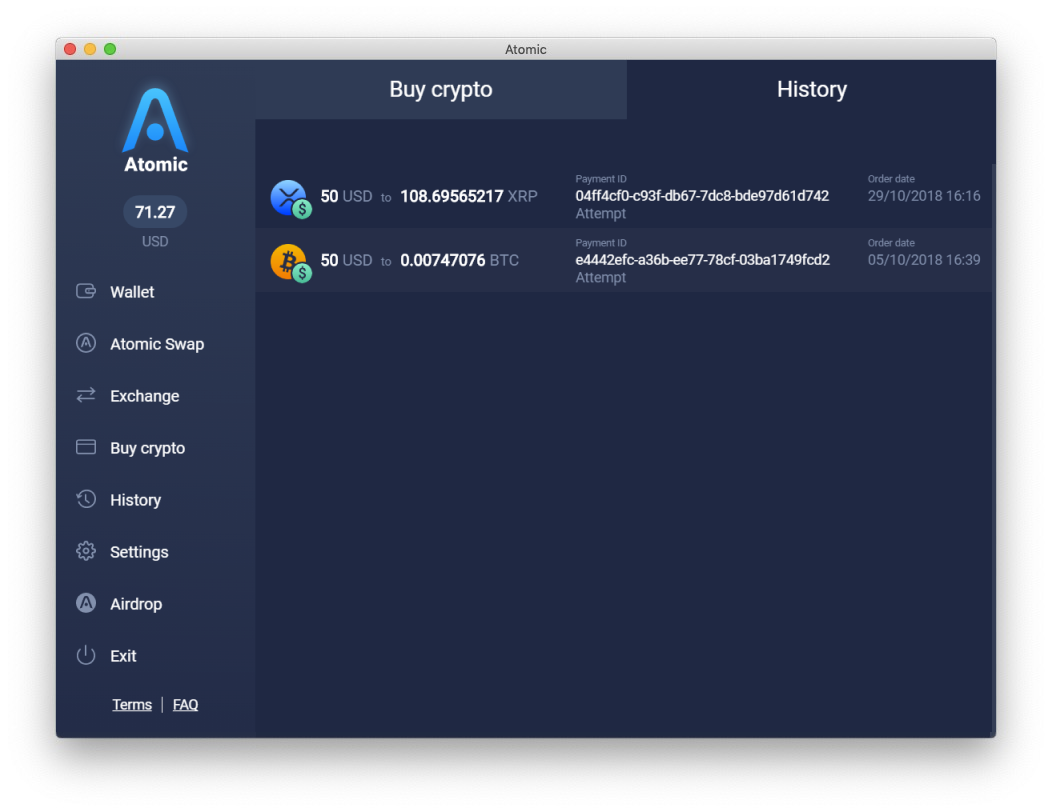 Atomic
Buy crypto
History
Atomic
71.27
USD
Wallet
Atomic Swap
Exchange
Buy crypto
History
Settings
Airdrop
Exit
Terms | FAQ
50 USD to 108.69565217 XRP
Payment ID
04ff4cf0-c93f-db67-7dc8-bde97d61d742
Attempt
Order date
29/10/2018 16:16
50 USD to 0.00747076 BTC
Payment ID
e4442efc-a36b-ee77-78cf-03ba1749fcd2
Attempt
Order date
05/10/2018 16:39